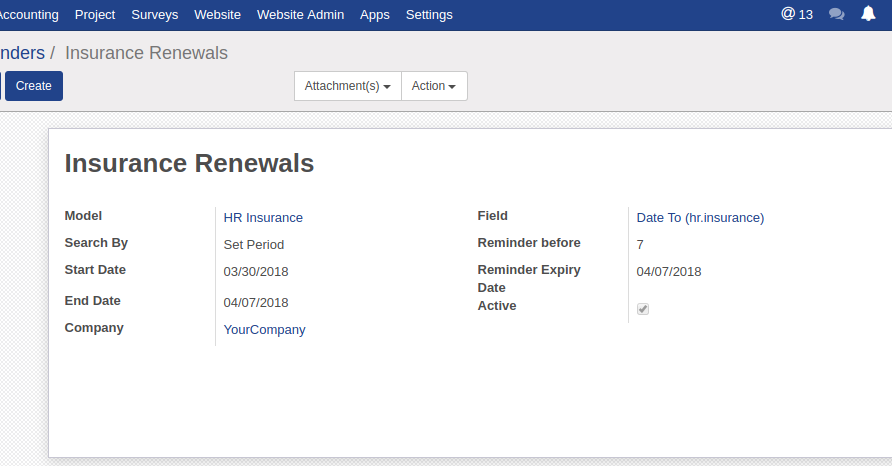 Accounting Project Surveys Website Website Admin Apps Settings @ 13
nders / Insurance Renewals
Create Attachment(s) Action
Insurance Renewals
Model HR Insurance Field Date To (hr.insurance)
Search By Set Period Reminder before 7
Start Date 03/30/2018 Reminder Expiry Date 04/07/2018
End Date 04/07/2018 Active
Company YourCompany